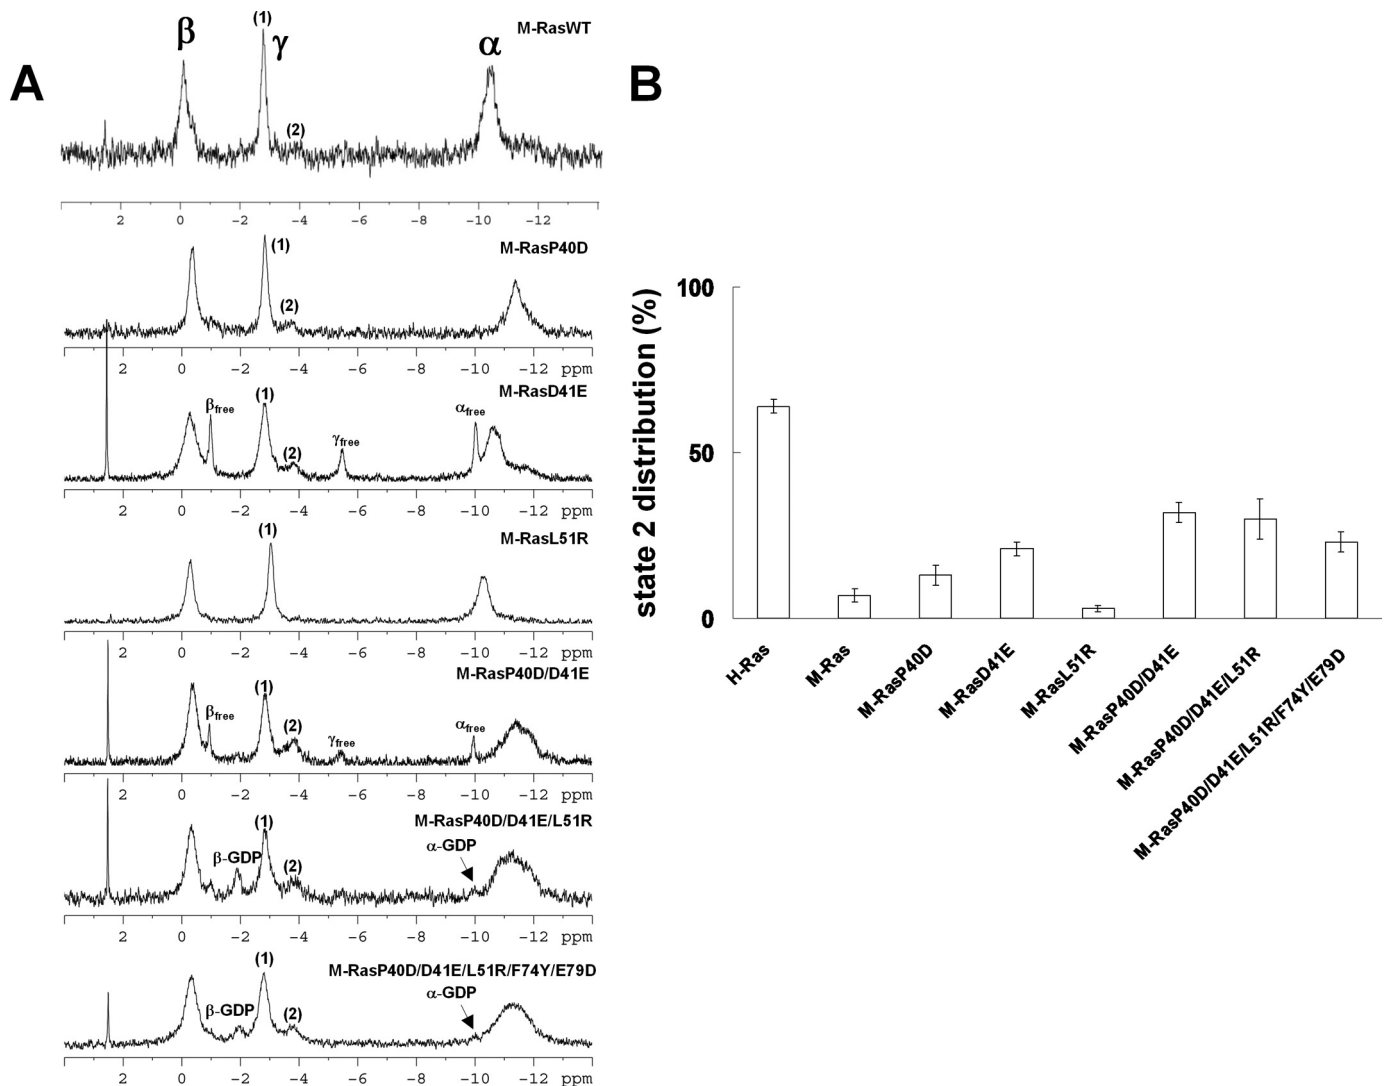 A
β
(1)
γ
α
M-RasWT
(2)
2 0 -2 -4 -6 -8 -10 -12
M-RasP40D
(1)
(2)
2 0 -2 -4 -6 -8 -10 -12 ppm
M-RasD41E
βfree
(1)
(2)
γfree
αfree
2 0 -2 -4 -6 -8 -10 -12 ppm
M-RasL51R
(1)
2 0 -2 -4 -6 -8 -10 -12 ppm
M-RasP40D/D41E
βfree
(1)
(2)
γfree
αfree
2 0 -2 -4 -6 -8 -10 -12 ppm
M-RasP40D/D41E/L51R
β-GDP
(1)
(2)
α-GDP
2 0 -2 -4 -6 -8 -10 -12 ppm
M-RasP40D/D41E/L51R/F74Y/E79D
β-GDP
(1)
(2)
α-GDP
2 0 -2 -4 -6 -8 -10 -12 ppm
B
state 2 distribution (%)
100
50
0
H-Ras
M-Ras
M-RasP40D
M-RasD41E
M-RasL51R
M-RasP40D/D41E
M-RasP40D/D41E/L51R
M-RasP40D/D41E/L51R/F74Y/E79D